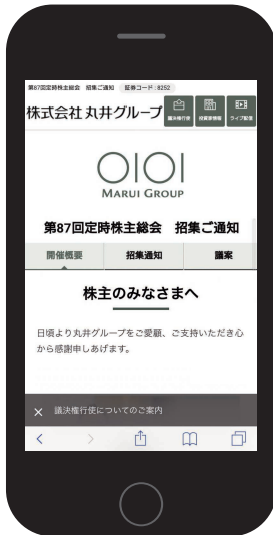 第87回定時株主総会 招集ご通知 証券コード:8252
株式会社 丸井グループ
議決権行使 投資家情報 ライブ配信
OIOI
MARUI GROUP
第87回定時株主総会 招集ご通知
開催概要 招集通知 議案
株主のみなさまへ
日頃より丸井グループをご愛顧、ご支持いただき心
から感謝申しあげます。
× 議決権行使についてのご案内